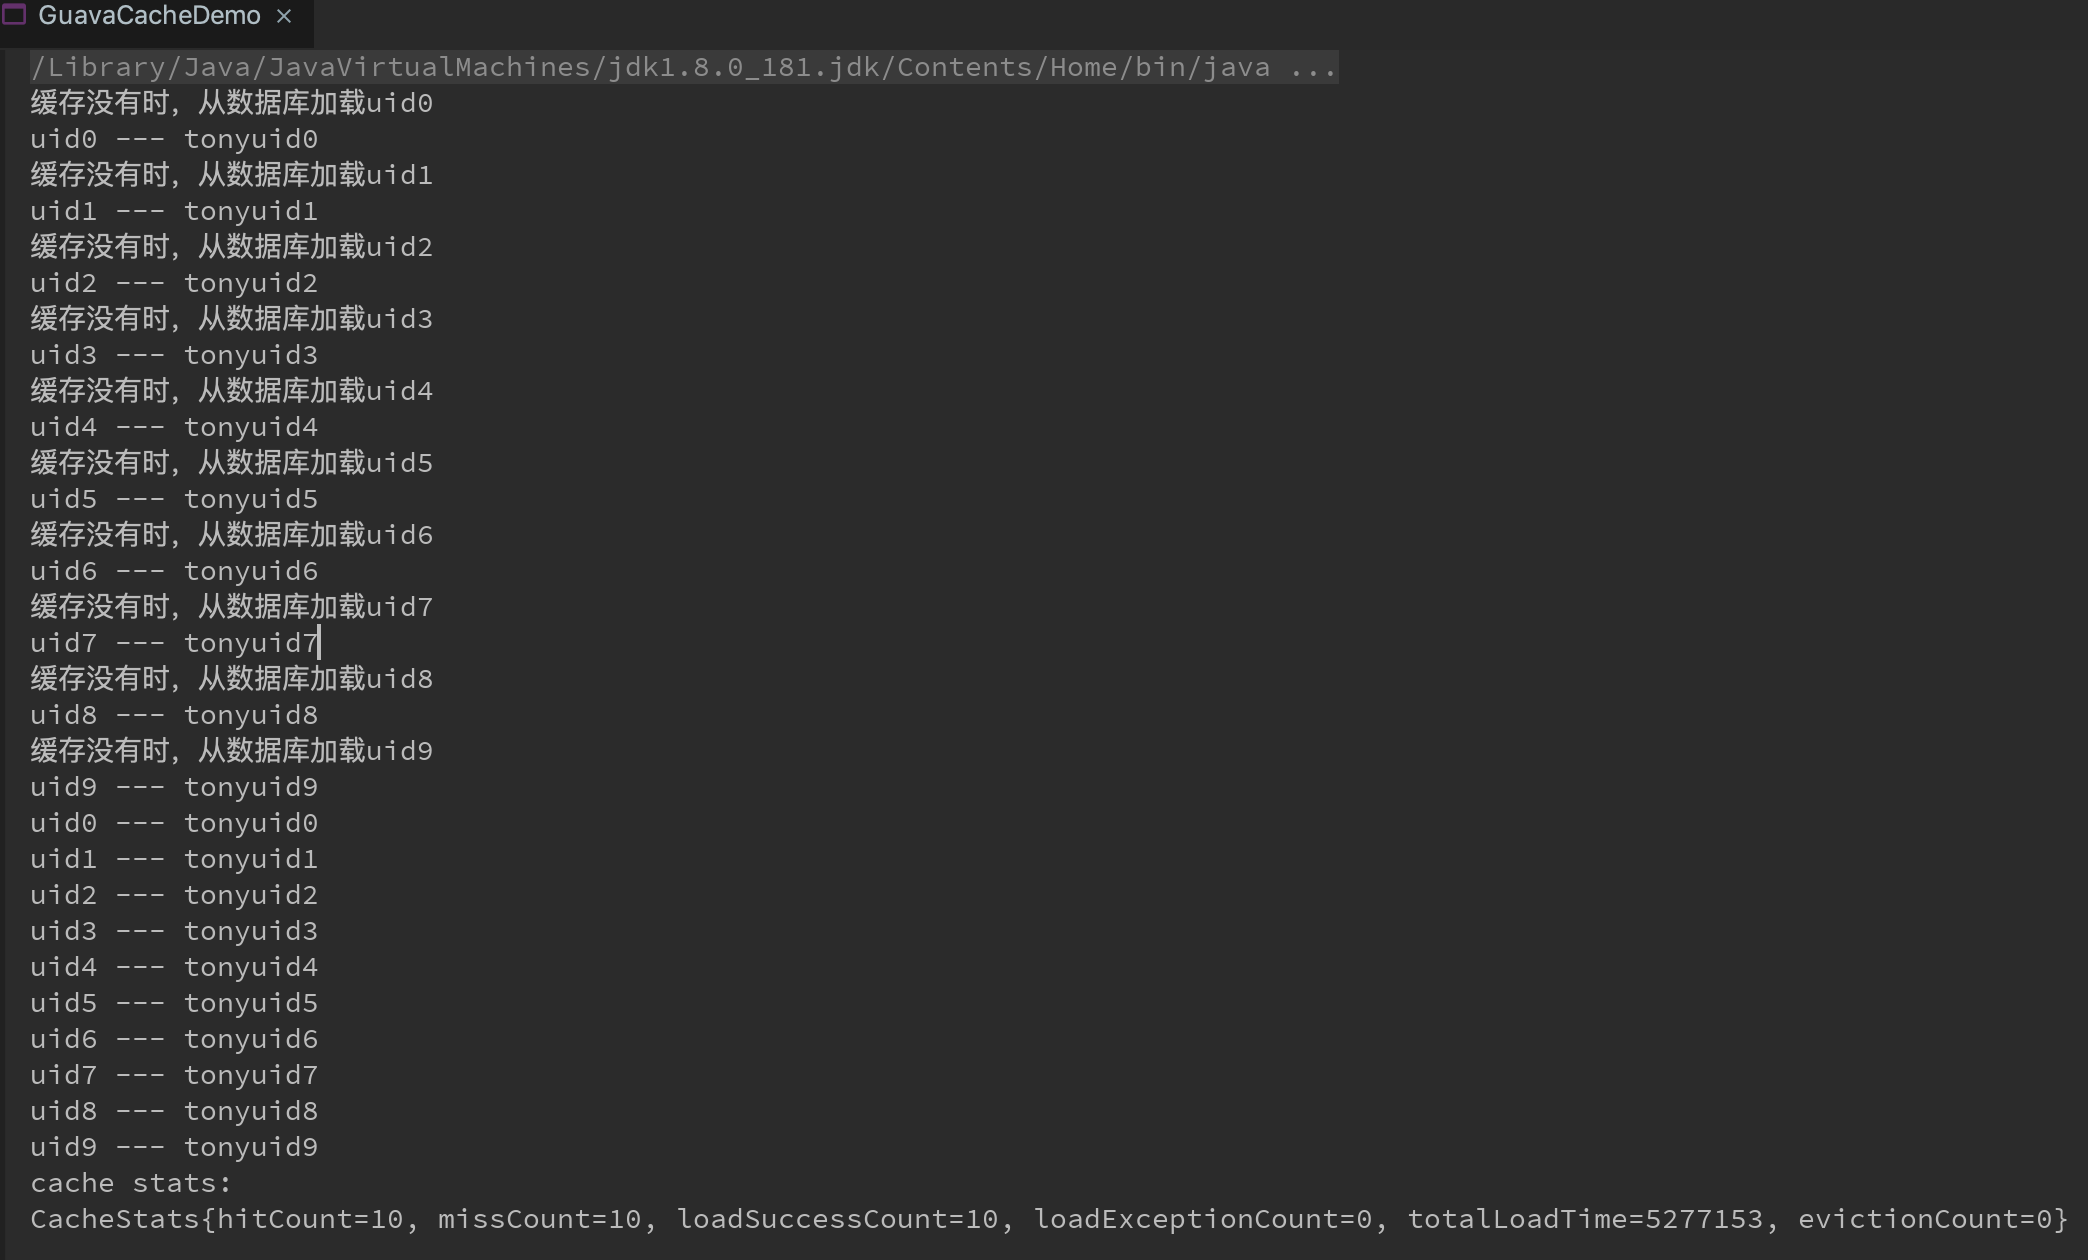 GuavaCacheDemo ×
/Library/Java/JavaVirtualMachines/jdk1.8.0_181.jdk/Contents/Home/bin/java ...
缓存没有时，从数据库加载uid0
uid0 --- tonyuid0
缓存没有时，从数据库加载uid1
uid1 --- tonyuid1
缓存没有时，从数据库加载uid2
uid2 --- tonyuid2
缓存没有时，从数据库加载uid3
uid3 --- tonyuid3
缓存没有时，从数据库加载uid4
uid4 --- tonyuid4
缓存没有时，从数据库加载uid5
uid5 --- tonyuid5
缓存没有时，从数据库加载uid6
uid6 --- tonyuid6
缓存没有时，从数据库加载uid7
uid7 --- tonyuid7
缓存没有时，从数据库加载uid8
uid8 --- tonyuid8
缓存没有时，从数据库加载uid9
uid9 --- tonyuid9
uid0 --- tonyuid0
uid1 --- tonyuid1
uid2 --- tonyuid2
uid3 --- tonyuid3
uid4 --- tonyuid4
uid5 --- tonyuid5
uid6 --- tonyuid6
uid7 --- tonyuid7
uid8 --- tonyuid8
uid9 --- tonyuid9
cache stats:
CacheStats{hitCount=10, missCount=10, loadSuccessCount=10, loadExceptionCount=0, totalLoadTime=5277153, evictionCount=0}